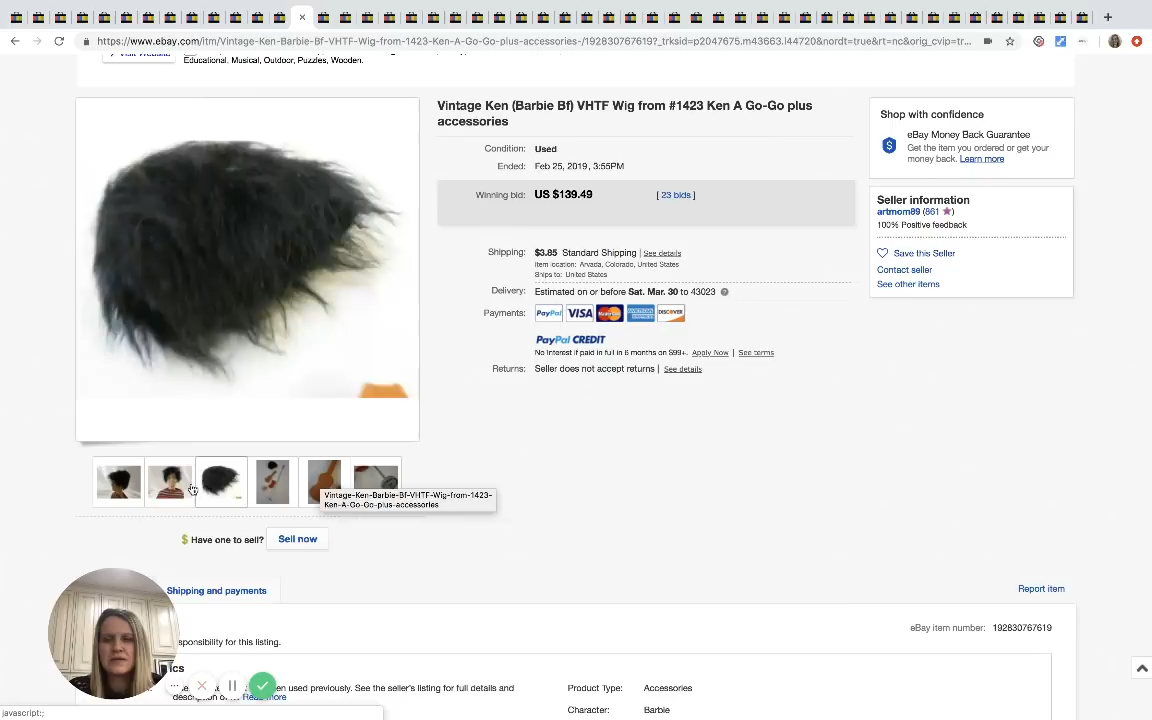 https://www.ebay.com/itm/Vintage-Ken-Barbie-Bf-VHTF-Wig-from-1423-Ken-A-Go-Go-plus-accessories-/192830767619?_trksid=p2047675.m43663.l44720&nordt=true&rt=nc&orig_cvip=tr...
Educational, Musical, Outdoor, Puzzles, Wooden.
Vintage Ken (Barbie Bf) VHTF Wig from #1423 Ken A Go-Go plus
accessories
Condition: Used
Ended: Feb 25, 2019 , 3:55PM
Winning bid: US $139.49 [ 23 bids ]
Shipping: $3.85 Standard Shipping | See details
Item location: Arvada, Colorado, United States
Ships to: United States
Delivery: Estimated on or before Sat. Mar. 30 to 43023
Payments: PayPal VISA MasterCard DISCOVER
PayPal CREDIT
No Interest if paid in full in 6 months on $99+. Apply Now | See terms
Returns: Seller does not accept returns | See details
Shop with confidence
eBay Money Back Guarantee
Get the item you ordered or get your
money back. Learn more
Seller information
artmom89 (861 ★)
100% Positive feedback
Save this Seller
Contact seller
See other items
Vintage-Ken-Barbie-Bf-VHTF-Wig-from-1423-
Ken-A-Go-Go-plus-accessories
$ Have one to sell? Sell now
Shipping and payments
Report item
sponsibility for this listing.
eBay item number: 192830767619
ics
en used previously. See the seller's listing for full details and
description of Read more
Product Type: Accessories
Character: Barbie
javascript:;